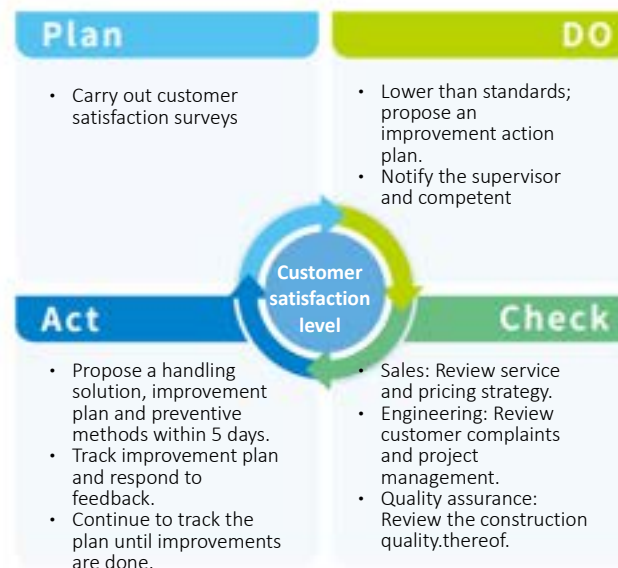 Plan
• Carry out customer
satisfaction surveys
DO
• Lower than standards;
propose an
improvement action
plan.
• Notify the supervisor
and competent
Customer
satisfaction
level
Act
• Propose a handling
solution, improvement
plan and preventive
methods within 5 days.
• Track improvement plan
and respond to
feedback.
• Continue to track the
plan until improvements
are done.
Check
• Sales: Review service
and pricing strategy.
• Engineering: Review
customer complaints
and project
management.
• Quality assurance:
Review the construction
quality.thereof.